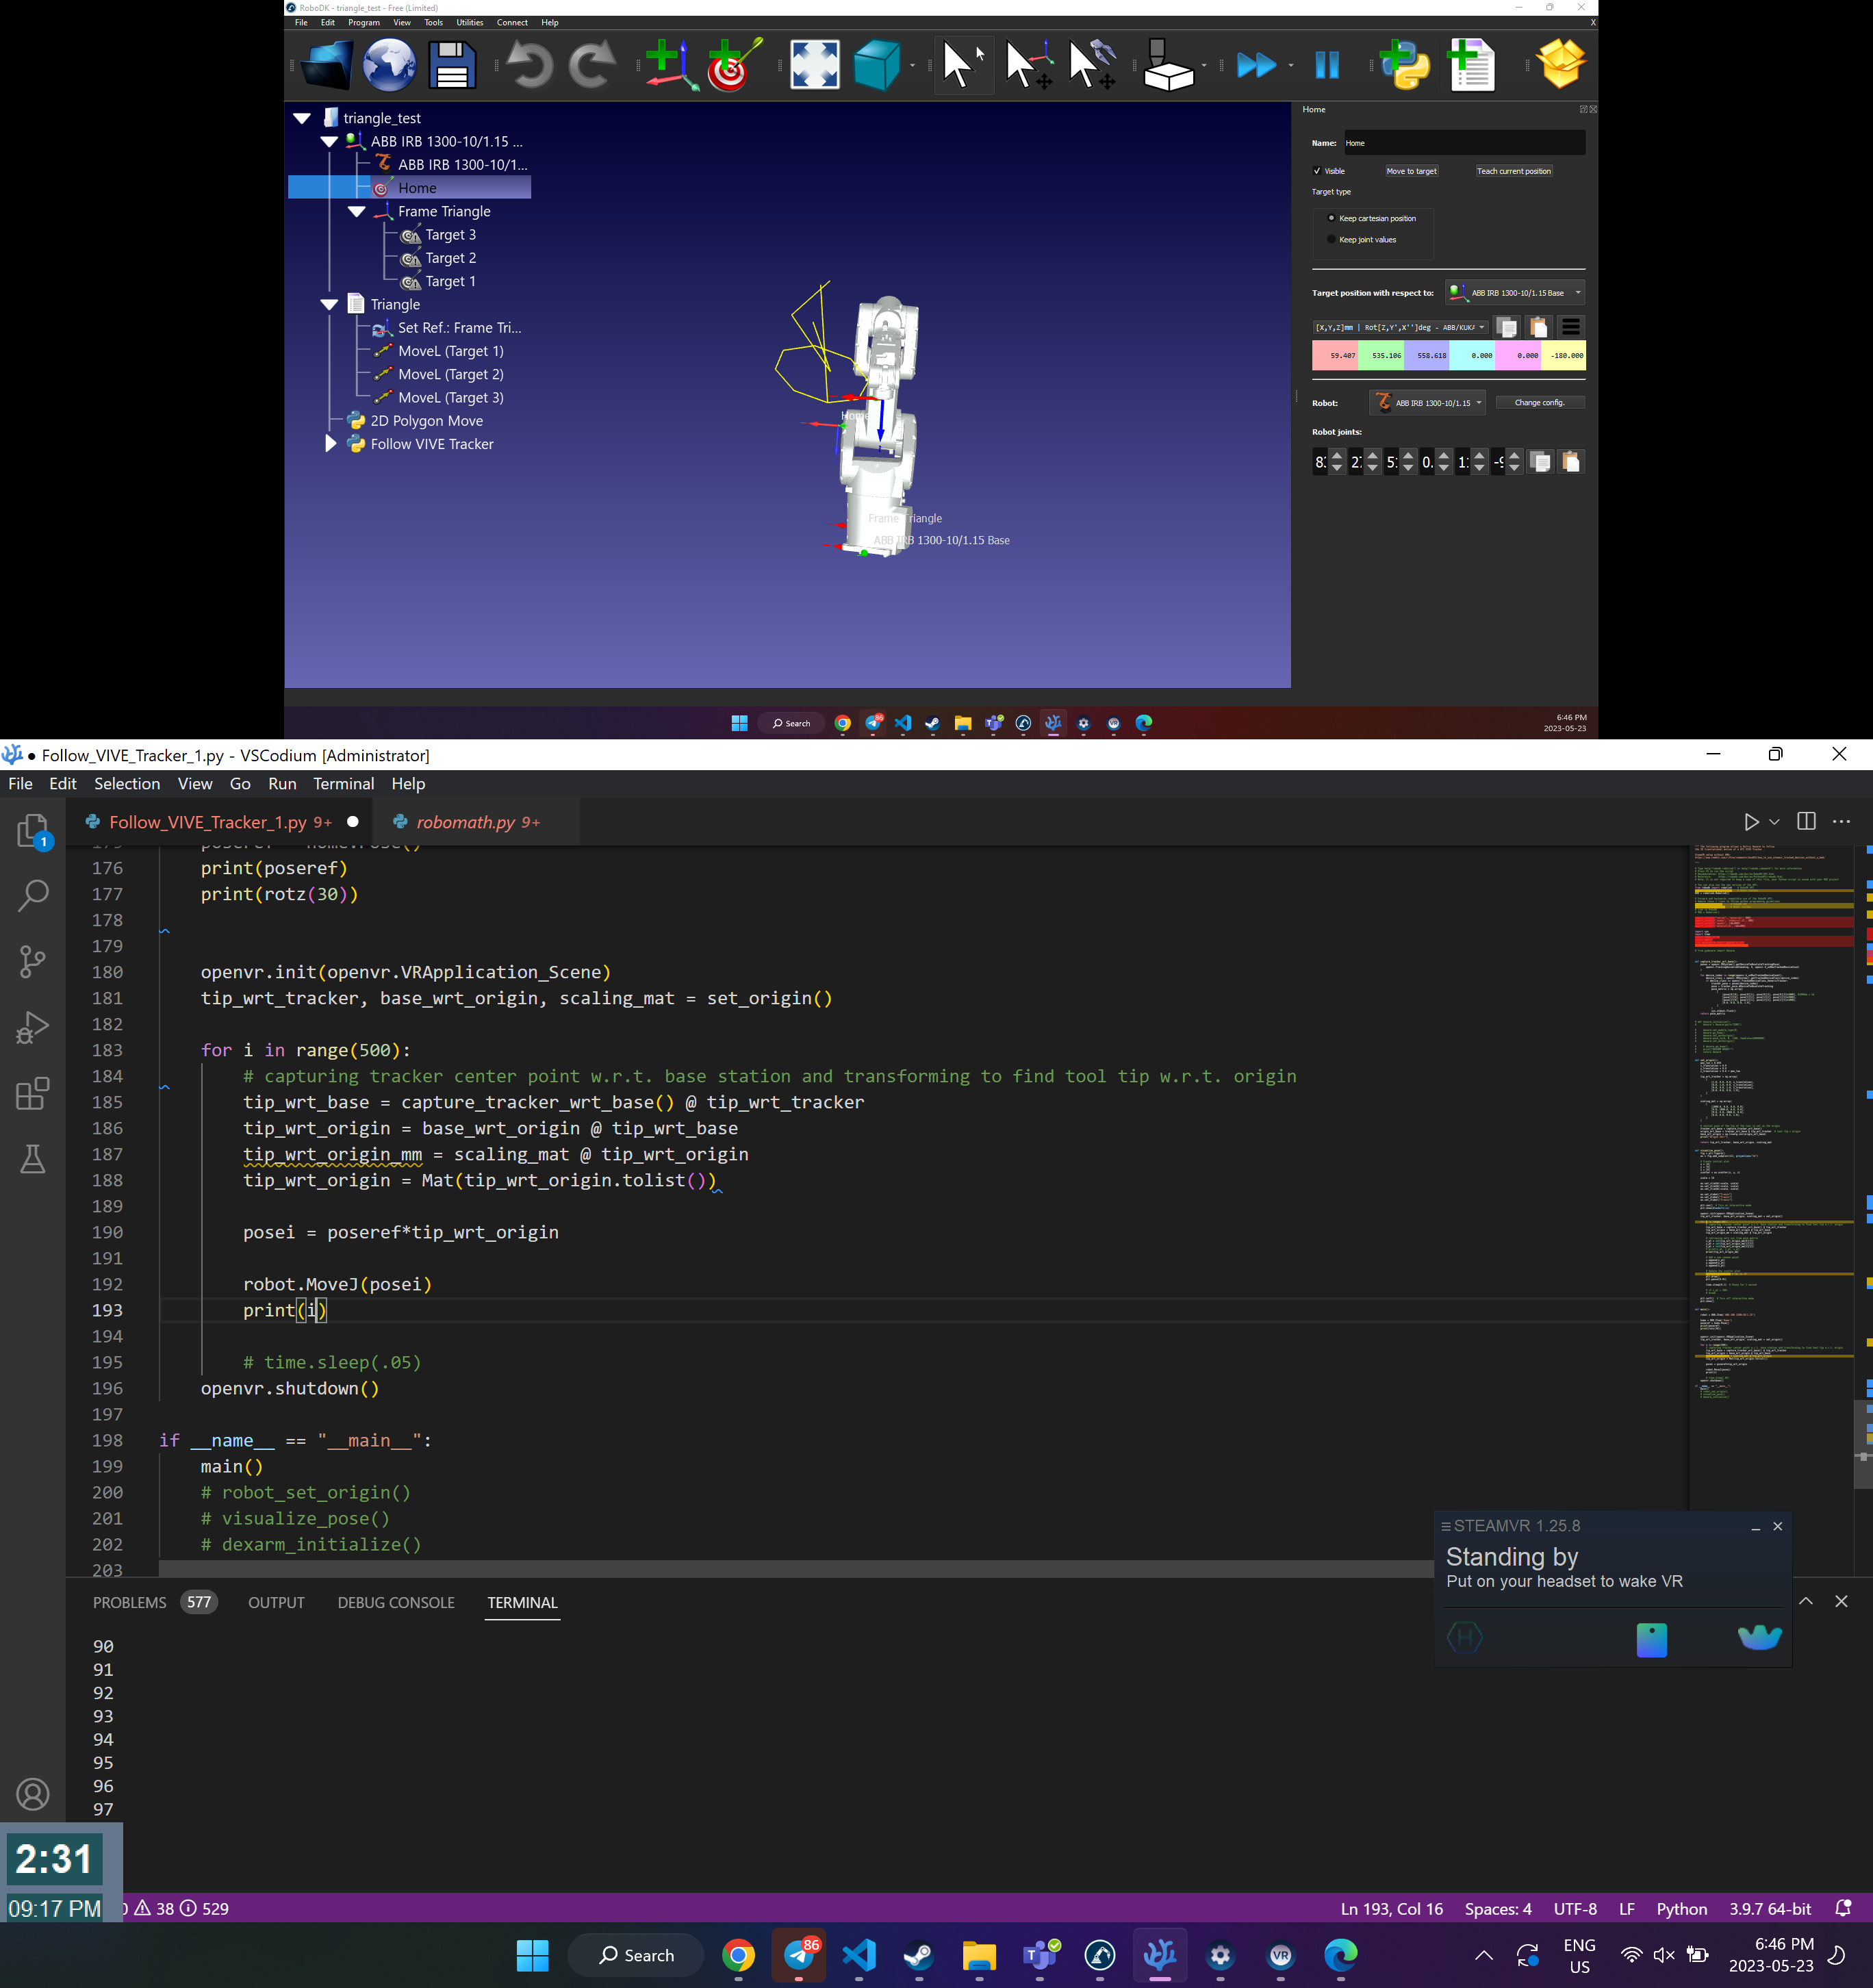 RoboDK - triangle_test - Free (Limited)
File Edit Program View Tools Utilities Connect Help
triangle_test
ABB IRB 1300-10/1.15 ...
ABB IRB 1300-10/1...
Home
Frame Triangle
Target 3
Target 2
Target 1
Triangle
Set Ref.: Frame Tri...
MoveL (Target 1)
MoveL (Target 2)
MoveL (Target 3)
2D Polygon Move
Follow VIVE Tracker
Home
Frame Triangle
ABB IRB 1300-10/1.15 Base
Home
Name: Home
Visible Move to target Teach current position
Target type
Keep cartesian position
Keep joint values
Target position with respect to: ABB IRB 1300-10/1.15 Base
[X,Y,Z]mm | Rot[Z,Y',X'']deg - ABB/KUKA
59.407 535.106 558.618 0.000 0.000 -180.000
Robot: ABB IRB 1300-10/1.15 Change config.
Robot joints:
Search
86
6:46 PM
2023-05-23
● Follow_VIVE_Tracker_1.py - VSCodium [Administrator]
File Edit Selection View Go Run Terminal Help
1
Follow_VIVE_Tracker_1.py 9+ ● robomath.py 9+
176 print(poseref)
177 print(rotz(30))
178
179
180 openvr.init(openvr.VRApplication_Scene)
181 tip_wrt_tracker, base_wrt_origin, scaling_mat = set_origin()
182
183 for i in range(500):
184 # capturing tracker center point w.r.t. base station and transforming to find tool tip w.r.t. origin
185 tip_wrt_base = capture_tracker_wrt_base() @ tip_wrt_tracker
186 tip_wrt_origin = base_wrt_origin @ tip_wrt_base
187 tip_wrt_origin_mm = scaling_mat @ tip_wrt_origin
188 tip_wrt_origin = Mat(tip_wrt_origin.tolist())
189
190 posei = poseref*tip_wrt_origin
191
192 robot.MoveJ(posei)
193 print(i)
194
195 # time.sleep(.05)
196 openvr.shutdown()
197
198 if __name__ == "__main__":
199 main()
200 # robot_set_origin()
201 # visualize_pose()
202 # dexarm_initialize()
203
STEAMVR 1.25.8
Standing by
Put on your headset to wake VR
PROBLEMS 577 OUTPUT DEBUG CONSOLE TERMINAL
90
91
92
93
94
95
96
97
2:31
09:17 PM
38 529
Ln 193, Col 16 Spaces: 4 UTF-8 LF Python 3.9.7 64-bit
Search
86
ENG
US
6:46 PM
2023-05-23